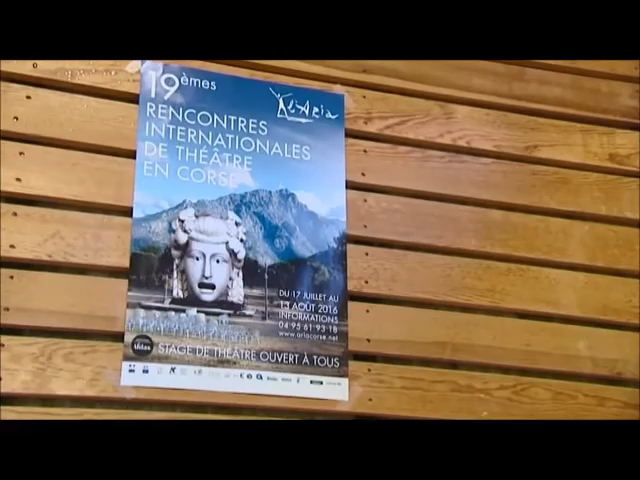 19èmes
l'Aria
RENCONTRES
INTERNATIONALES
DE THÉÂTRE
EN CORSE
DU 17 JUILLET AU
13 AOÛT 2016
INFORMATIONS
04 95 61 93 18
www.ariacorse.net
STAGE DE THÉÂTRE OUVERT À TOUS